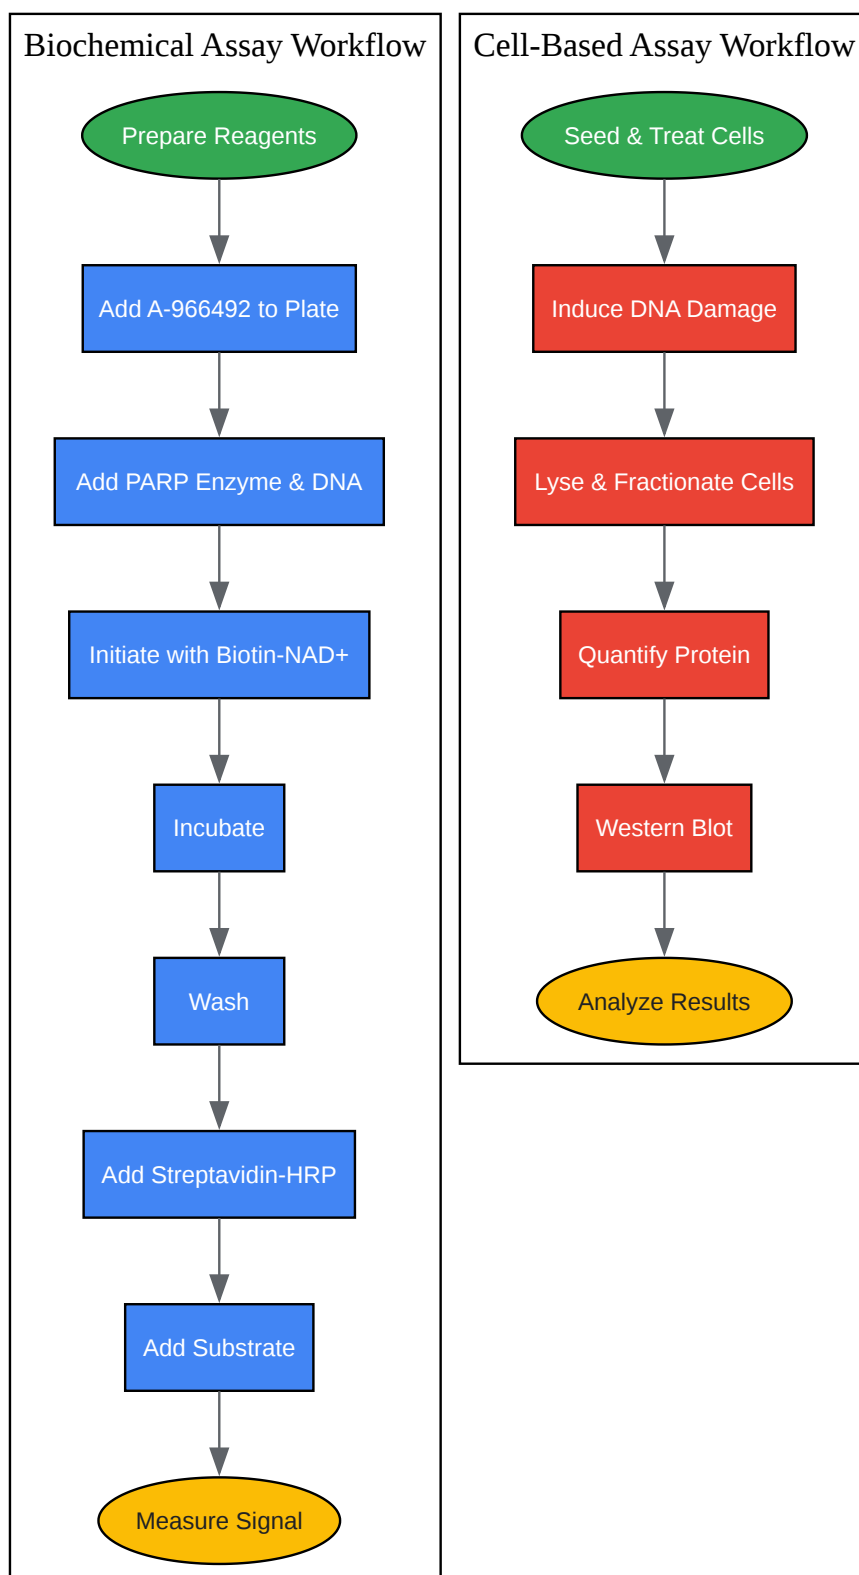 Biochemical Assay Workflow
Prepare Reagents
Add A-966492 to Plate
Add PARP Enzyme & DNA
Initiate with Biotin-NAD+
Incubate
Wash
Add Streptavidin-HRP
Add Substrate
Measure Signal
Cell-Based Assay Workflow
Seed & Treat Cells
Induce DNA Damage
Lyse & Fractionate Cells
Quantify Protein
Western Blot
Analyze Results